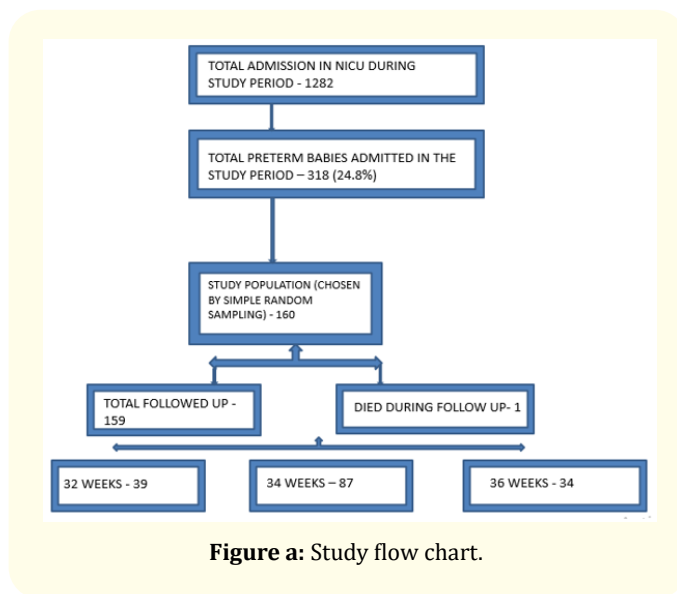 TOTAL ADMISSION IN NICU DURING
STUDY PERIOD - 1282
TOTAL PRETERM BABIES ADMITTED IN THE
STUDY PERIOD – 318 (24.8%)
STUDY POPULATION (CHOSEN
BY SIMPLE RANDOM
SAMPLING) - 160
TOTAL FOLLOWED UP -
159
DIED DURING FOLLOW UP- 1
32 WEEKS - 39
34 WEEKS – 87
36 WEEKS - 34
Figure a: Study flow chart.